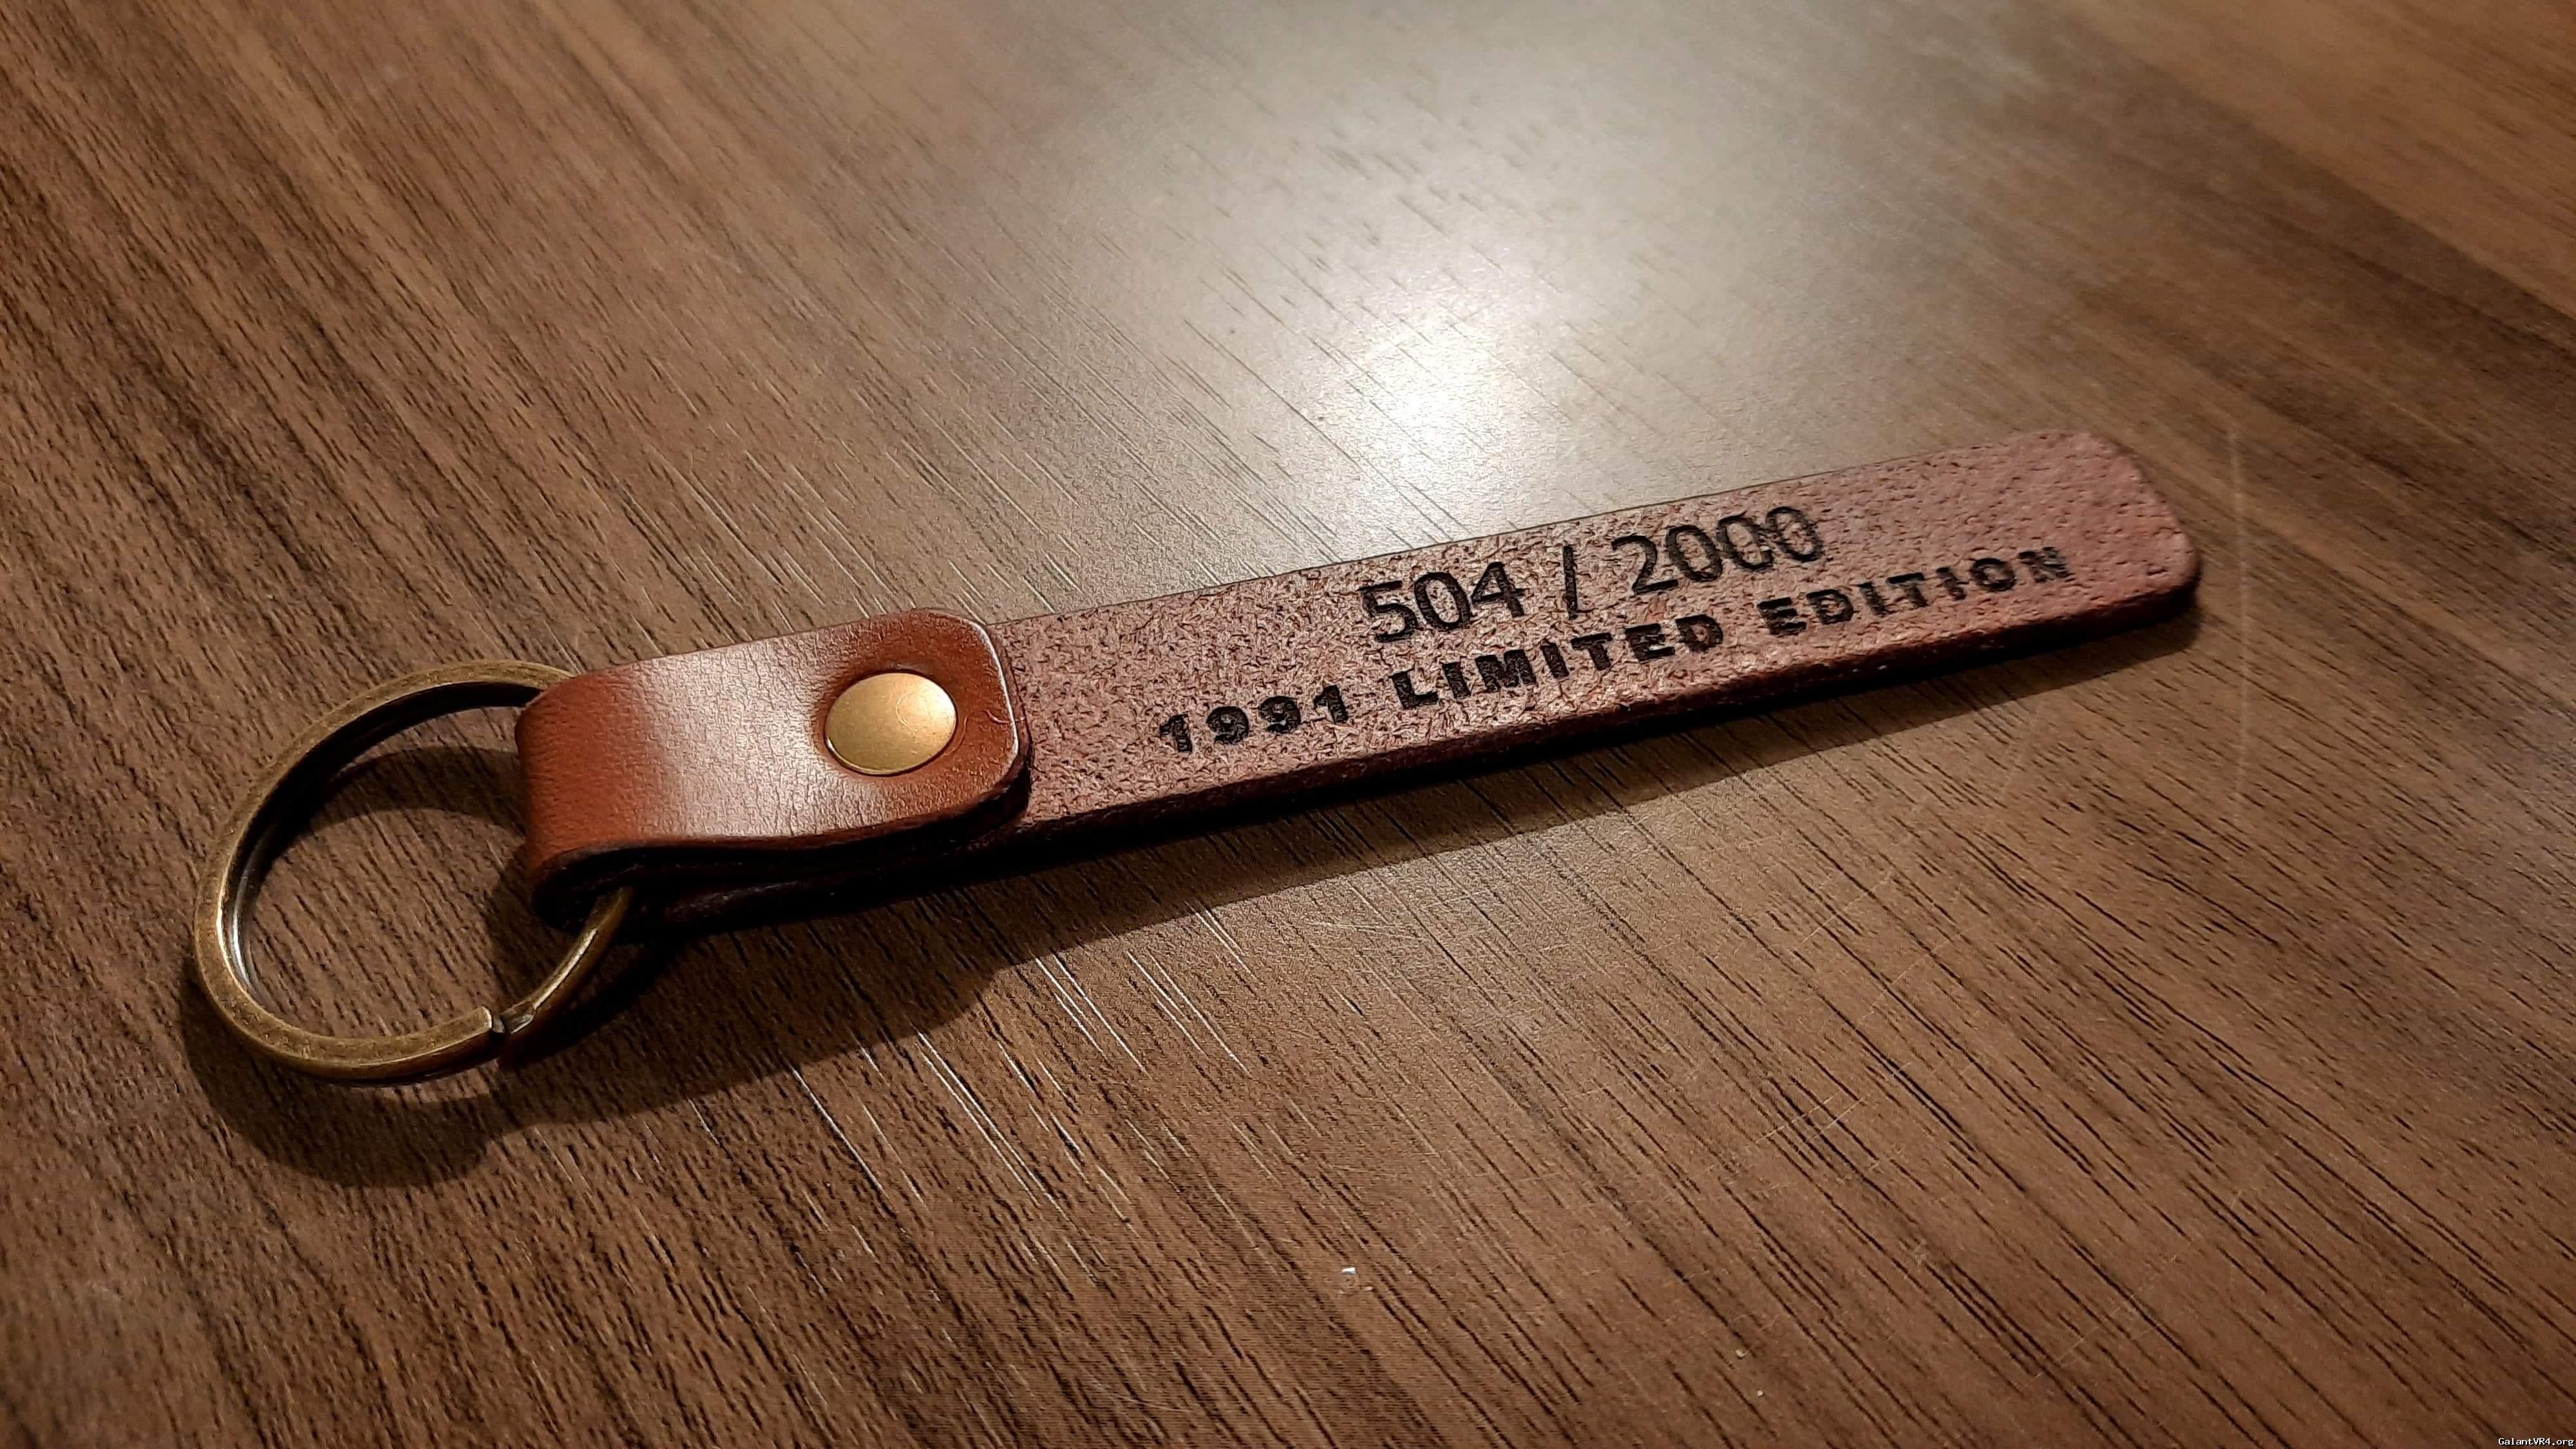 504 / 2000
1991 LIMITED EDITION
GalantVR4.org